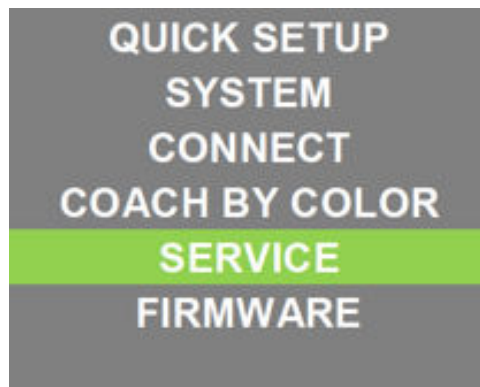 QUICK SETUP
SYSTEM
CONNECT
COACH BY COLOR
SERVICE
FIRMWARE